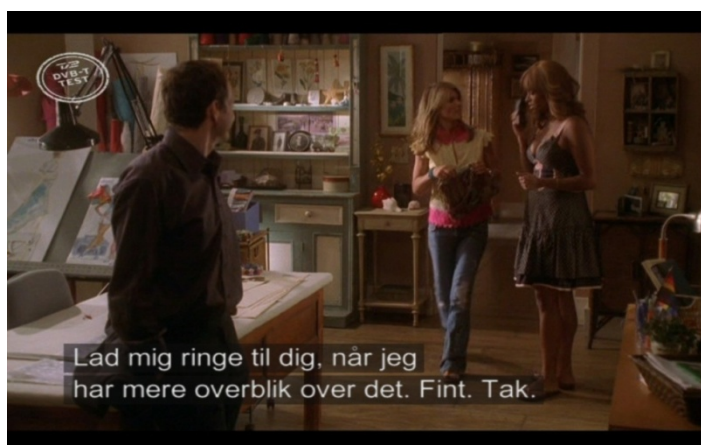 TV2
DVB-T
TEST
Lad mig ringe til dig, når jeg
har mere overblik over det. Fint. Tak.